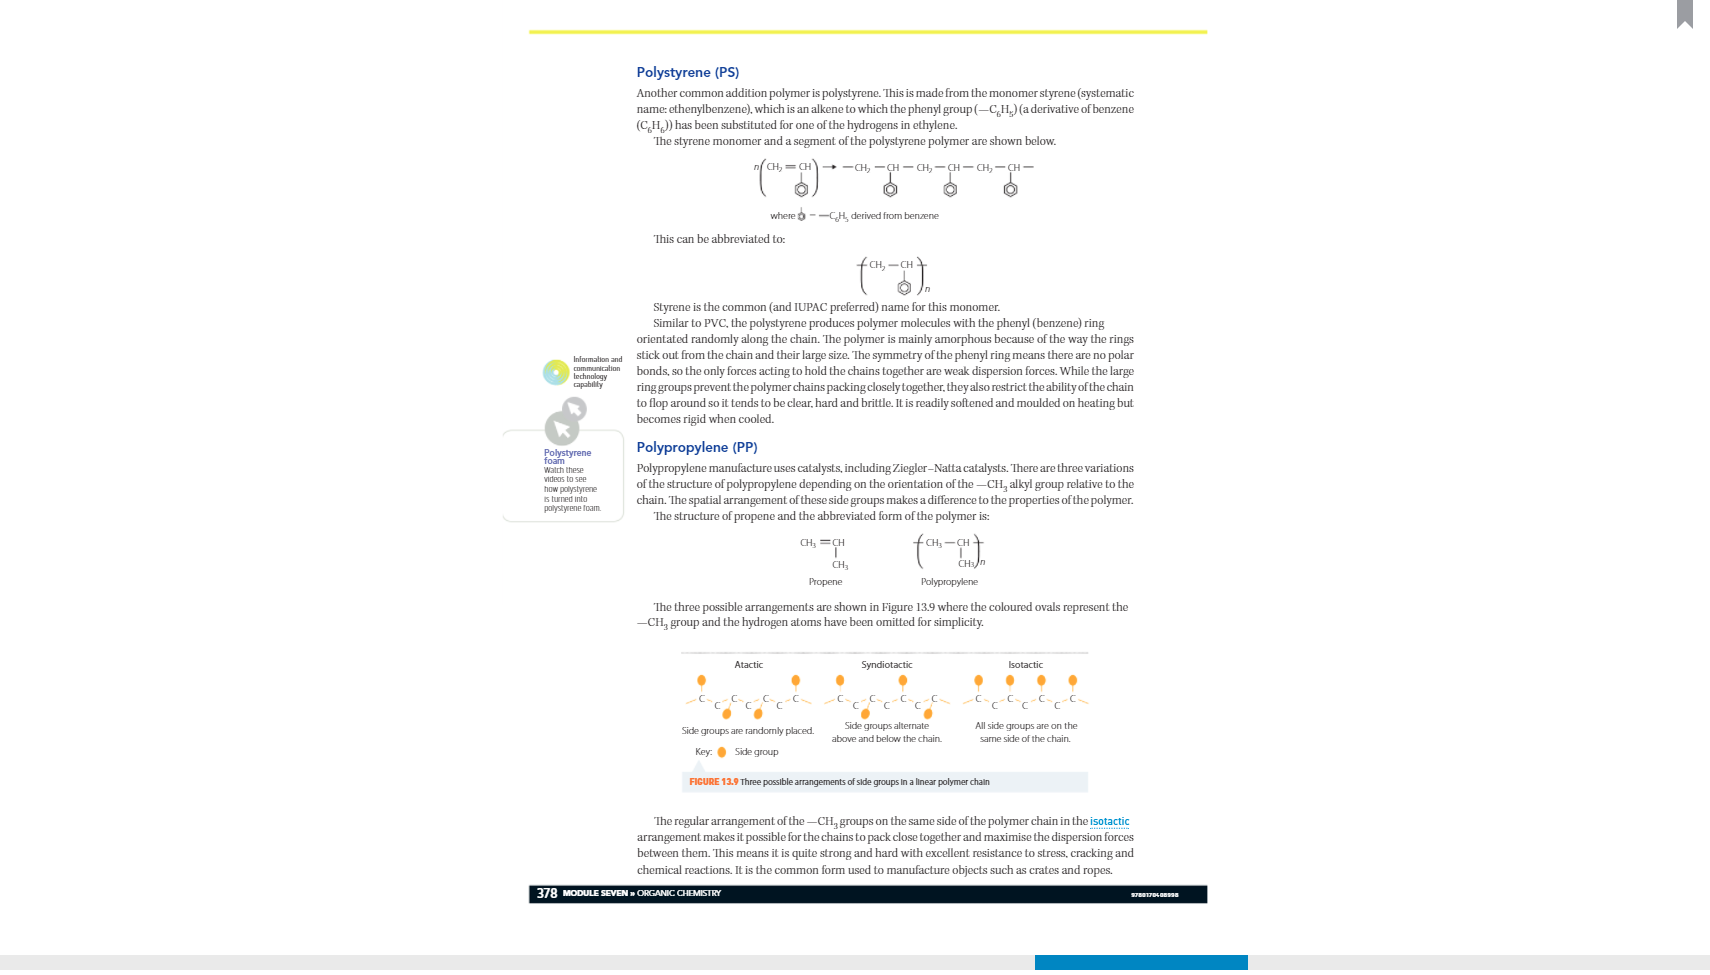 Polystyrene (PS)
Another common addition polymer is polystyrene. This is made from the monomer styrene (systematic
name: ethenylbenzene), which is an alkene to which the phenyl group (—C₆H₅) (a derivative of benzene
(C₆H₆)) has been substituted for one of the hydrogens in ethylene.
The styrene monomer and a segment of the polystyrene polymer are shown below.
n(CH₂ = CH) → —CH₂ — CH — CH₂ — CH — CH₂ — CH —
where – —C₆H₅ derived from benzene
This can be abbreviated to:
(CH₂ — CH)n
Styrene is the common (and IUPAC preferred) name for this monomer.
Similar to PVC, the polystyrene produces polymer molecules with the phenyl (benzene) ring
orientated randomly along the chain. The polymer is mainly amorphous because of the way the rings
stick out from the chain and their large size. The symmetry of the phenyl ring means there are no polar
bonds, so the only forces acting to hold the chains together are weak dispersion forces. While the large
ring groups prevent the polymer chains packing closely together, they also restrict the ability of the chain
to flop around so it tends to be clear, hard and brittle. It is readily softened and moulded on heating but
becomes rigid when cooled.
Information and
communication
technology
capability
Polystyrene
foam
Watch these
videos to see
how polystyrene
is turned into
polystyrene foam.
Polypropylene (PP)
Polypropylene manufacture uses catalysts, including Ziegler–Natta catalysts. There are three variations
of the structure of polypropylene depending on the orientation of the —CH₃ alkyl group relative to the
chain. The spatial arrangement of these side groups makes a difference to the properties of the polymer.
The structure of propene and the abbreviated form of the polymer is:
CH₃ = CH (CH₃ — CH
CH₃ CH₃)n
Propene Polypropylene
The three possible arrangements are shown in Figure 13.9 where the coloured ovals represent the
—CH₃ group and the hydrogen atoms have been omitted for simplicity.
Atactic Syndiotactic Isotactic
C C C C C C C C C C C C C C C C C C C C C
Side groups are randomly placed.
Side groups alternate
above and below the chain.
All side groups are on the
same side of the chain.
Key: Side group
FIGURE 13.9 Three possible arrangements of side groups in a linear polymer chain
The regular arrangement of the —CH₃ groups on the same side of the polymer chain in the isotactic
arrangement makes it possible for the chains to pack close together and maximise the dispersion forces
between them. This means it is quite strong and hard with excellent resistance to stress, cracking and
chemical reactions. It is the common form used to manufacture objects such as crates and ropes.
378 MODULE SEVEN » ORGANIC CHEMISTRY
9780170408998